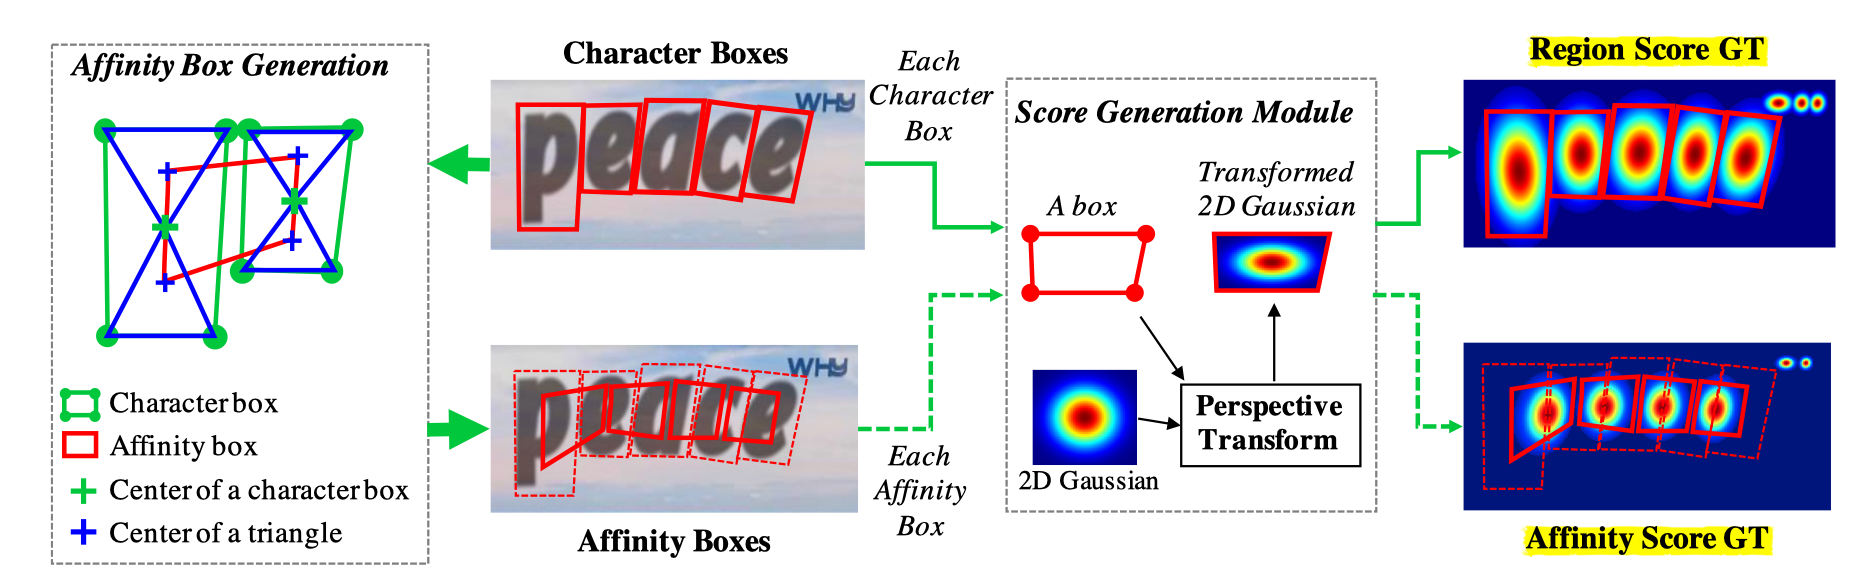 Affinity Box Generation
Character box
Affinity box
Center of a character box
Center of a triangle
Character Boxes
WHY
peace
Each
Character
Box
WHY
peace
Affinity Boxes
Each
Affinity
Box
Score Generation Module
A box
Transformed
2D Gaussian
2D Gaussian
Perspective
Transform
Region Score GT
Affinity Score GT